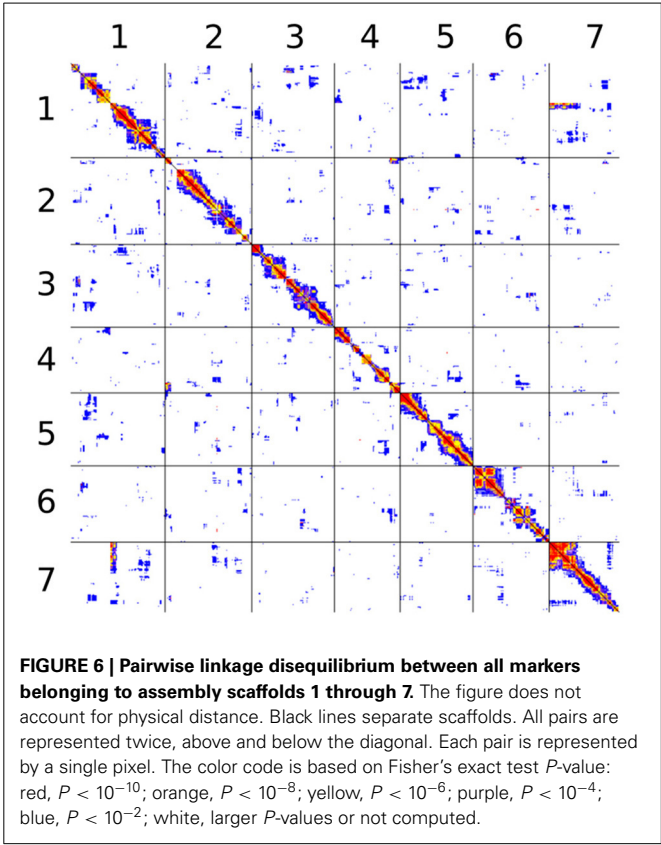 1 2 3 4 5 6 7
1
2
3
4
5
6
7
FIGURE 6 | Pairwise linkage disequilibrium between all markers
belonging to assembly scaffolds 1 through 7. The figure does not
account for physical distance. Black lines separate scaffolds. All pairs are
represented twice, above and below the diagonal. Each pair is represented
by a single pixel. The color code is based on Fisher's exact test P-value:
red, P < 10⁻¹⁰; orange, P < 10⁻⁸; yellow, P < 10⁻⁶; purple, P < 10⁻⁴;
blue, P < 10⁻²; white, larger P-values or not computed.